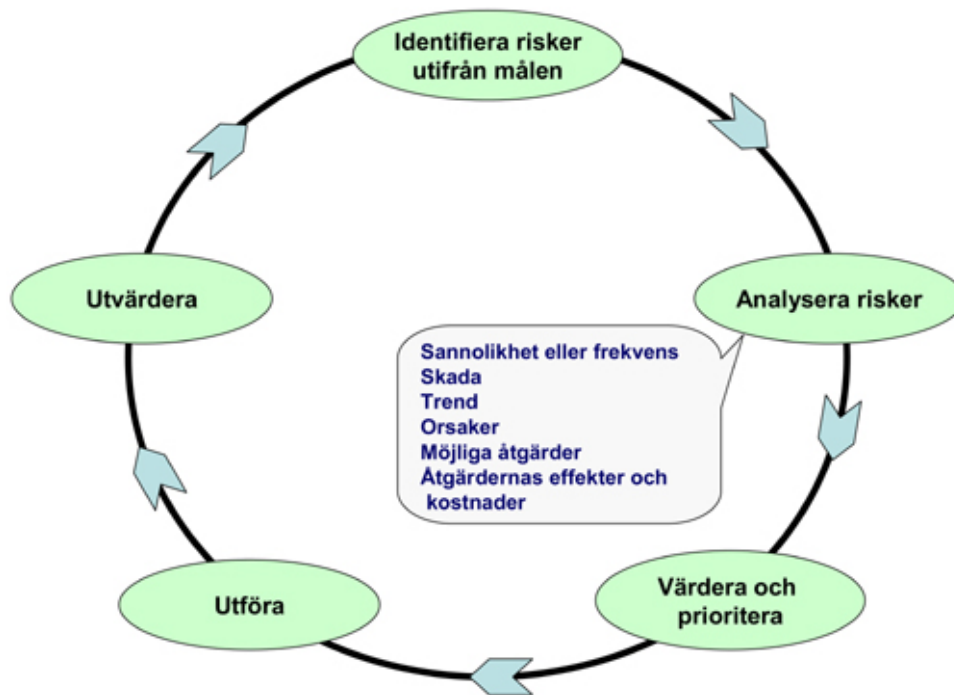 Identifiera risker
utifrån målen
Utvärdera
Analysera risker
Sannolikhet eller frekvens
Skada
Trend
Orsaker
Möjliga åtgärder
Åtgärdernas effekter och
kostnader
Utföra
Värdera och
prioritera